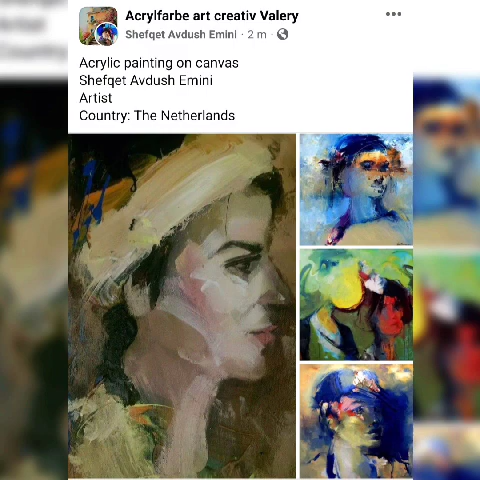 Acrylfarbe art creativ Valery
Shefqet Avdush Emini · 2 m ·
Acrylic painting on canvas
Shefqet Avdush Emini
Artist
Country: The Netherlands